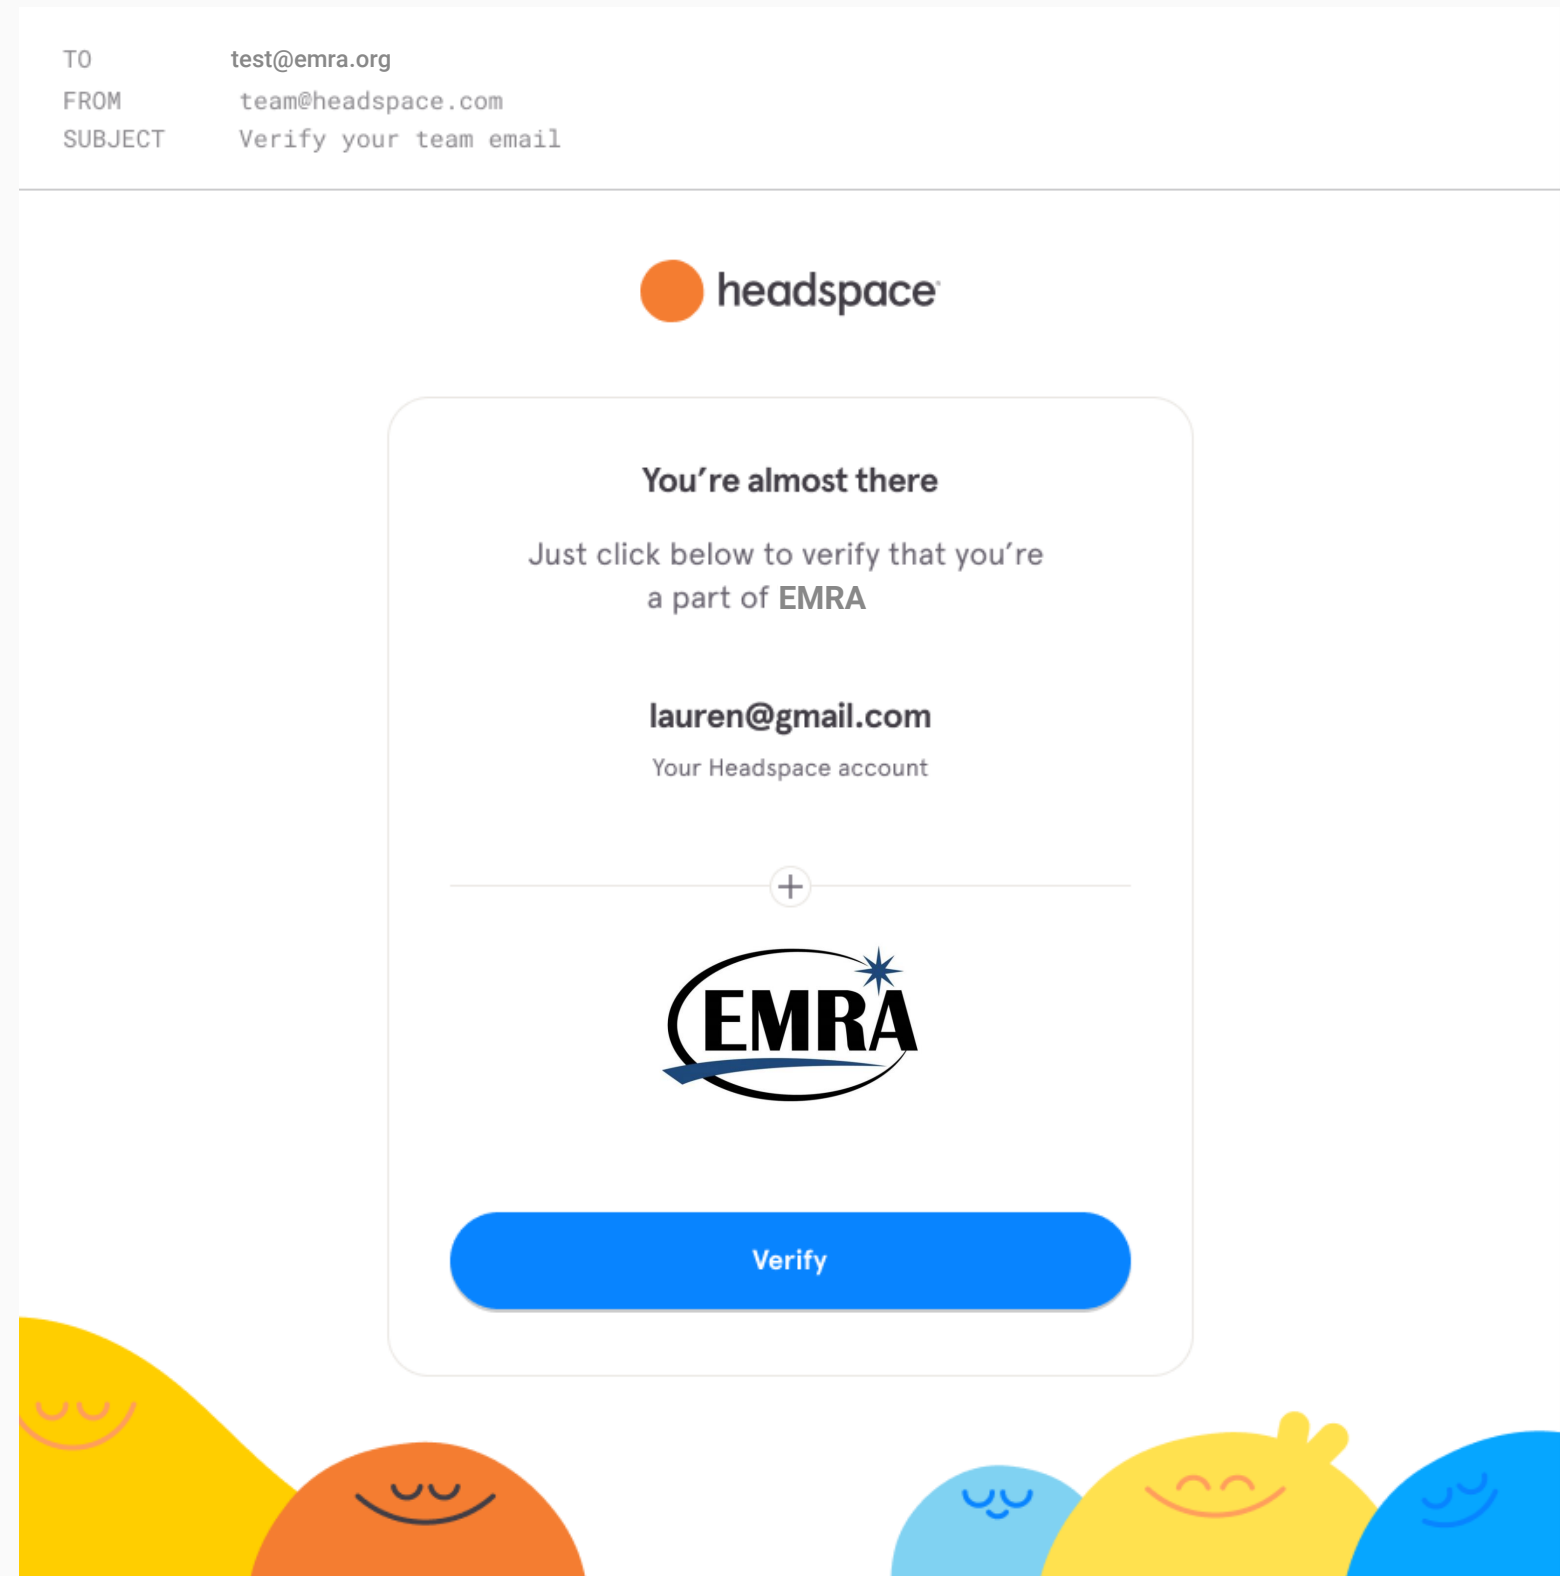 TO test@emra.org
FROM team@headspace.com
SUBJECT Verify your team email
headspace
You're almost there
Just click below to verify that you're
a part of EMRA
lauren@gmail.com
Your Headspace account
EMRA
Verify